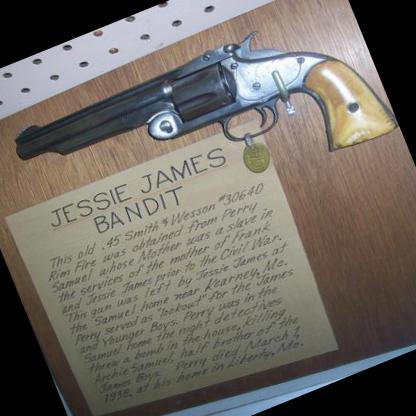 JESSIE JAMES
BANDIT
This old .45 Smith & Wesson #30640
Rim Fire was obtained from Perry
Samuel whose Mother was a slave in
the services of the mother of Frank
and Jessie James prior to the Civil War.
This gun was left by Jessie James at
the Samuel home near Kearney, Mo.
Perry served as "lookout" for the James
and Younger Boys. Perry was in the
Samuel home the night detectives
threw a bomb in the house, killing
Archie Samuel, half brother of the
James Boys. Perry died March 1,
1936, at his home in Liberty, Mo.